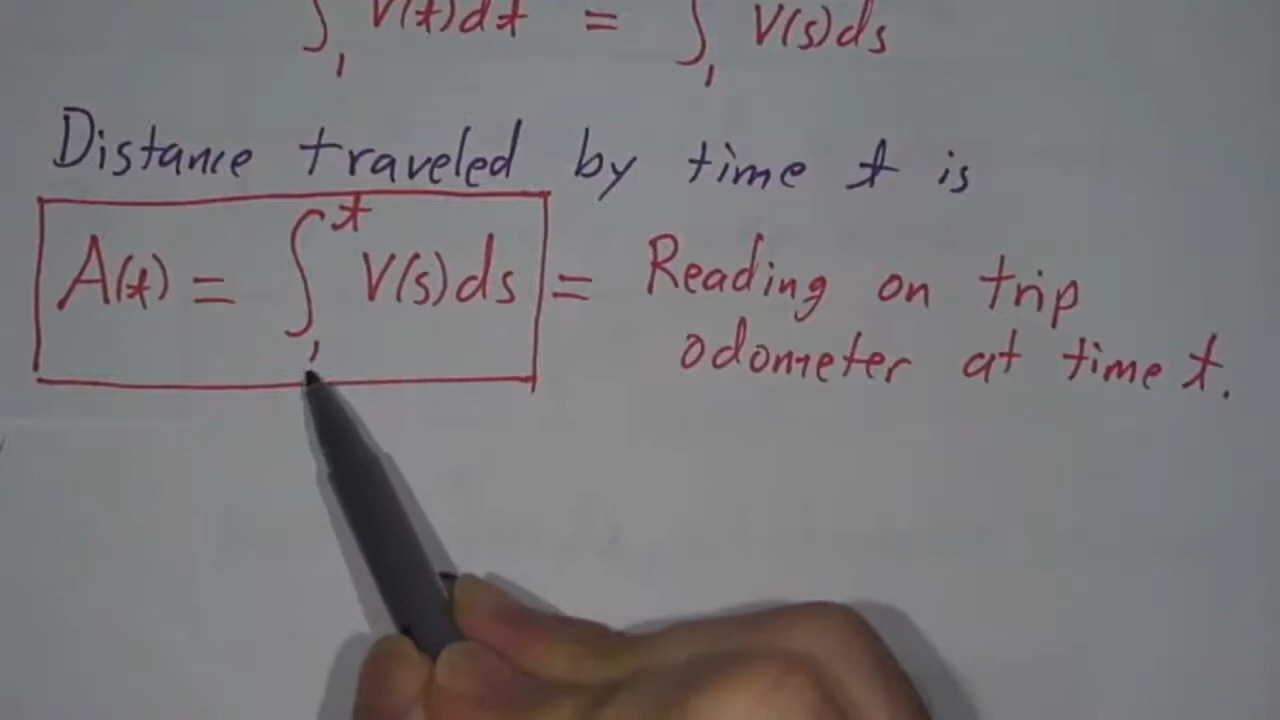 ∫₁ V(t)dt = ∫₁ V(s)ds
Distance traveled by time t is
A(t) = ∫₁ᵗ V(s)ds = Reading on trip
odometer at time t.